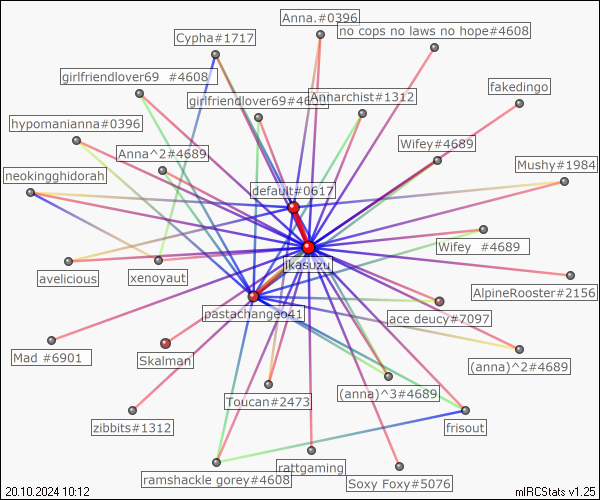 Anna.#0396
no cops no laws no hope#4608
Cypha#1717
girlfriendlover69 #4608
fakedingo
girlfriendlover69#4608
Annarchist#1312
hypomanianna#0396
Wifey#4689
Anna^2#4689
Mushy#1984
neokingghidorah
default#0617
Wifey #4689
jkasuzu
avelicious
xenoyaut
AlpineRooster#2156
pastachangeo41
ace deucy#7097
Mad #6901
Skalman
(anna)^2#4689
(anna)^3#4689
Toucan#2473
zibbits#1312
frisout
rattgaming
ramshackle gorey#4608
Soxy Foxy#5076
20.10.2024 10:12
mIRCStats v1.25